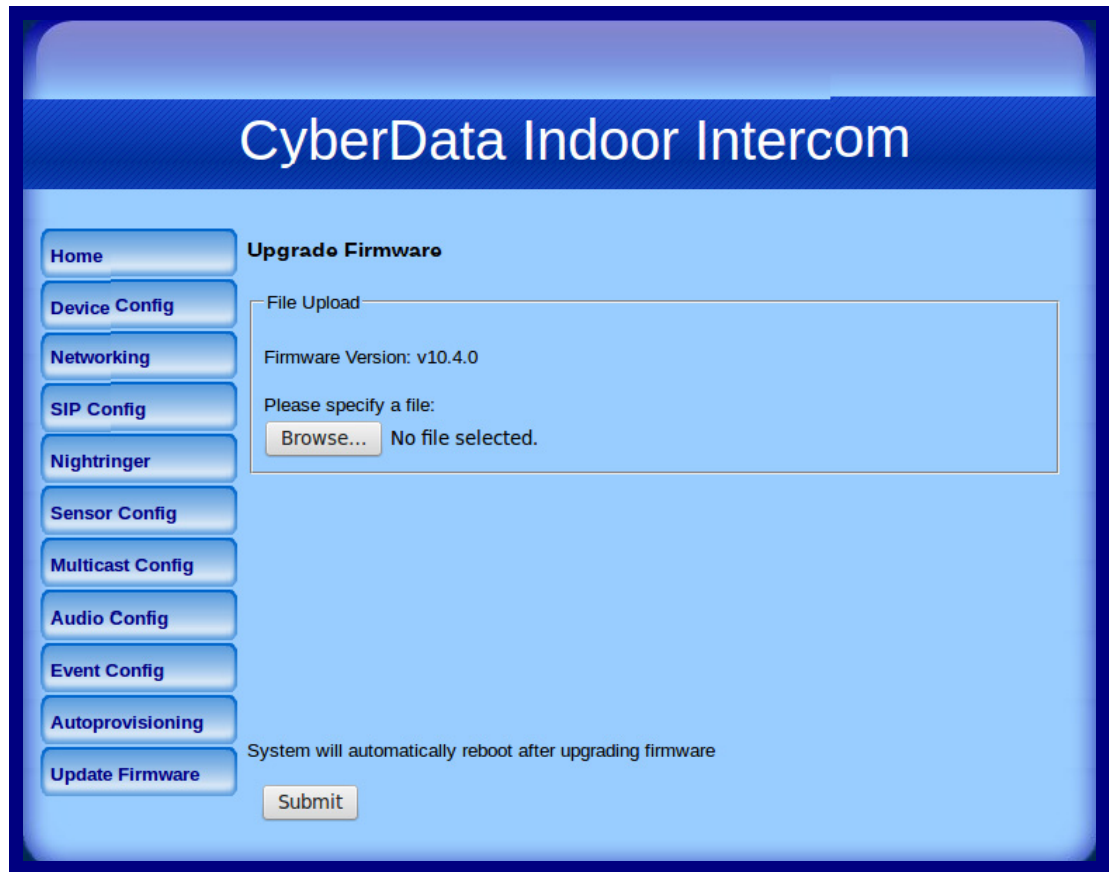 CyberData Indoor Intercom
Home
Device Config
Networking
SIP Config
Nightringer
Sensor Config
Multicast Config
Audio Config
Event Config
Autoprovisioning
Update Firmware
Upgrade Firmware
File Upload
Firmware Version: v10.4.0
Please specify a file:
Browse... No file selected.
System will automatically reboot after upgrading firmware
Submit